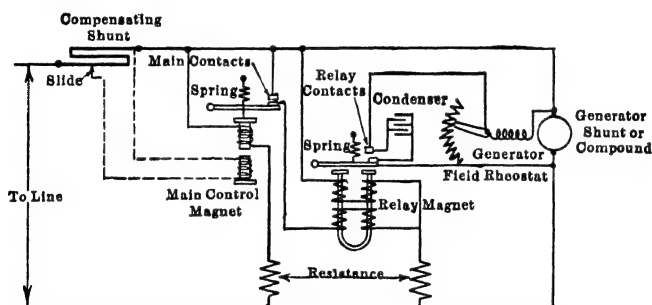 Compensating
Shunt
Slide
Main Contacts
Spring
Relay
Contacts
Condenser
Spring
Generator
Shunt or
Compound
Generator
Field Rheostat
To Line
Main Control
Magnet
Relay Magnet
Resistance